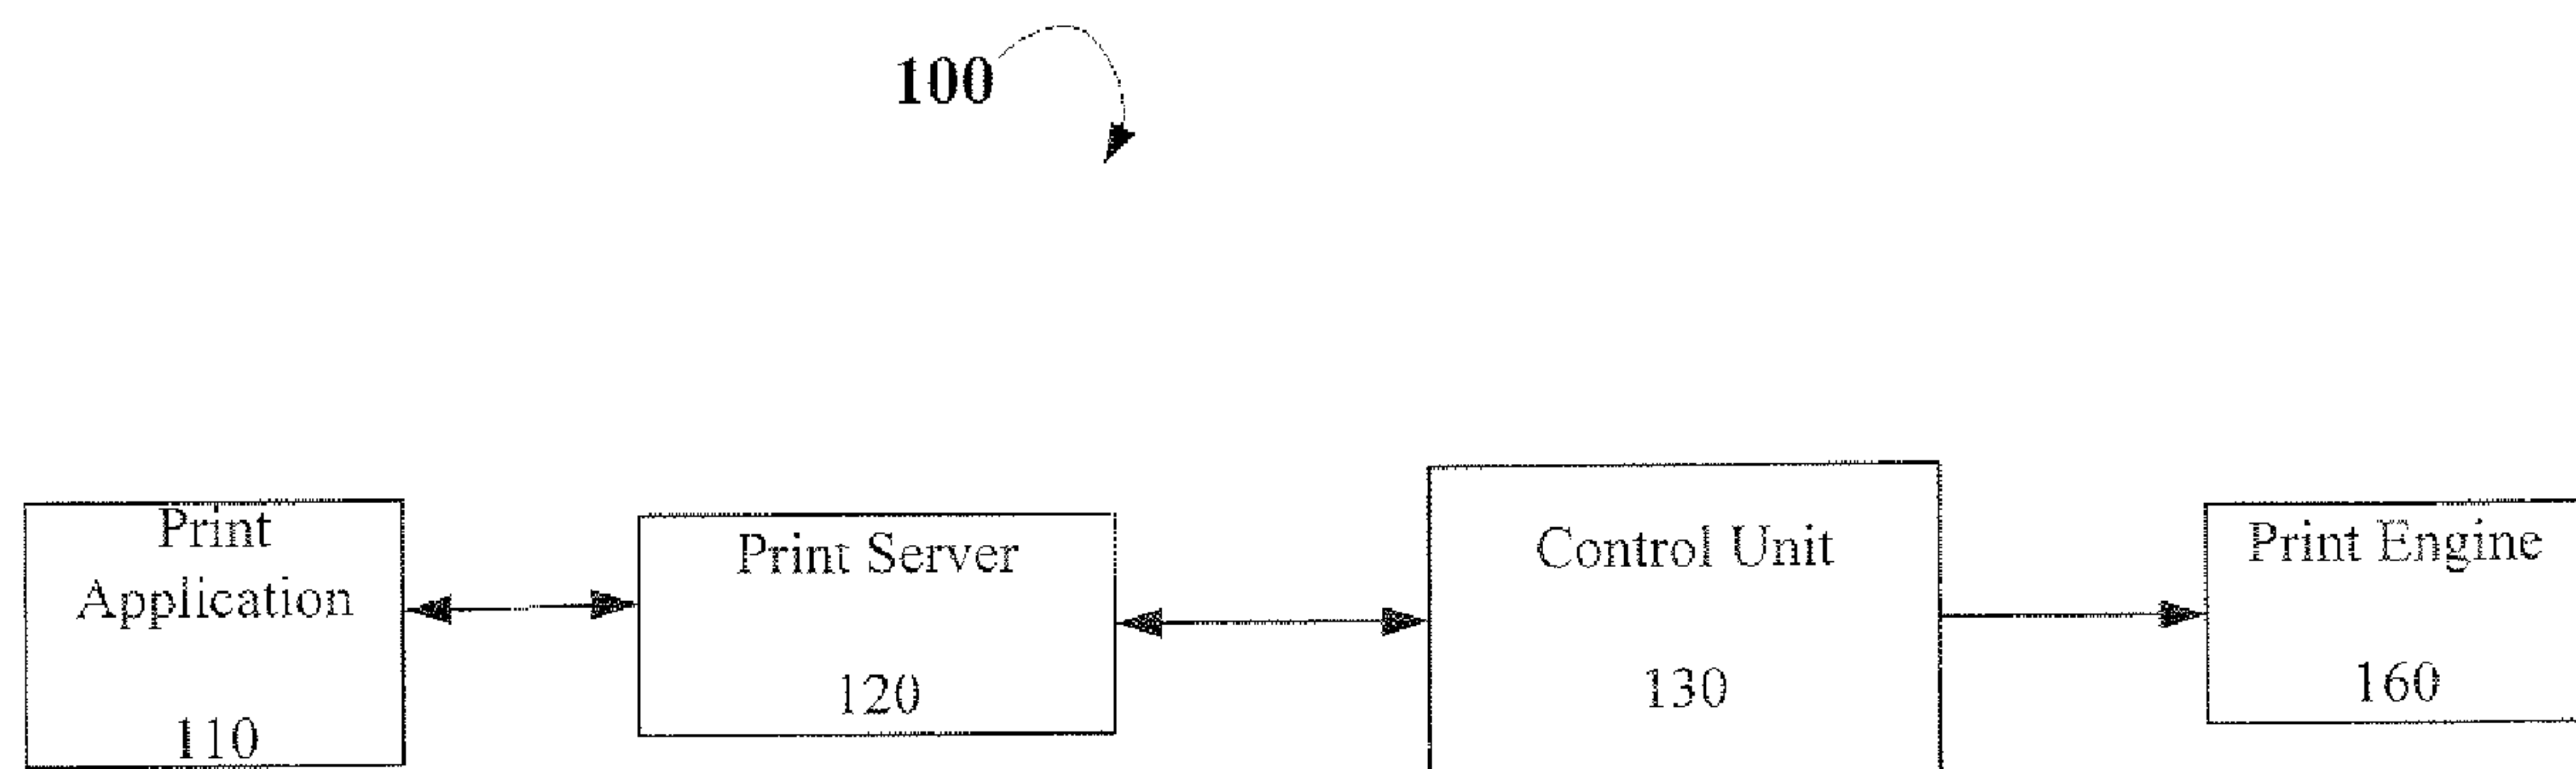 100
Print
Application
110
Print Server
120
Control Unit
130
Print Engine
160